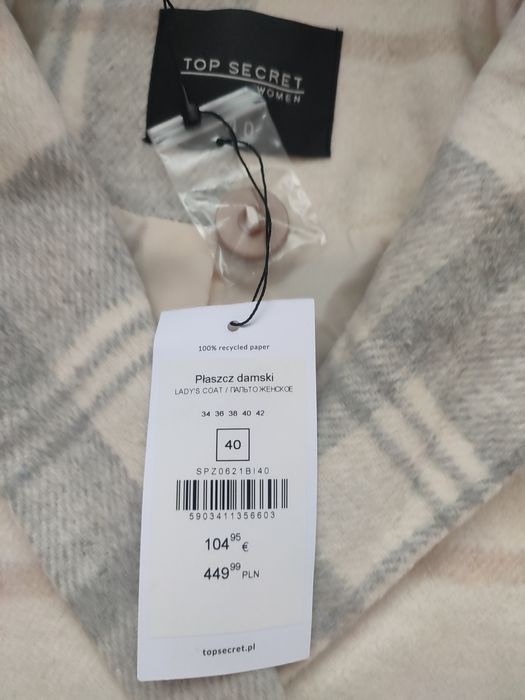 TOP SECRET
WOMEN
100% recycled paper
Płaszcz damski
LADY'S COAT / ПАЛЬТО ЖЕНСКОЕ
34 36 38 40 42
40
SPZ0621BI40
5903411356603
104,95 €
449,99 PLN
topsecret.pl